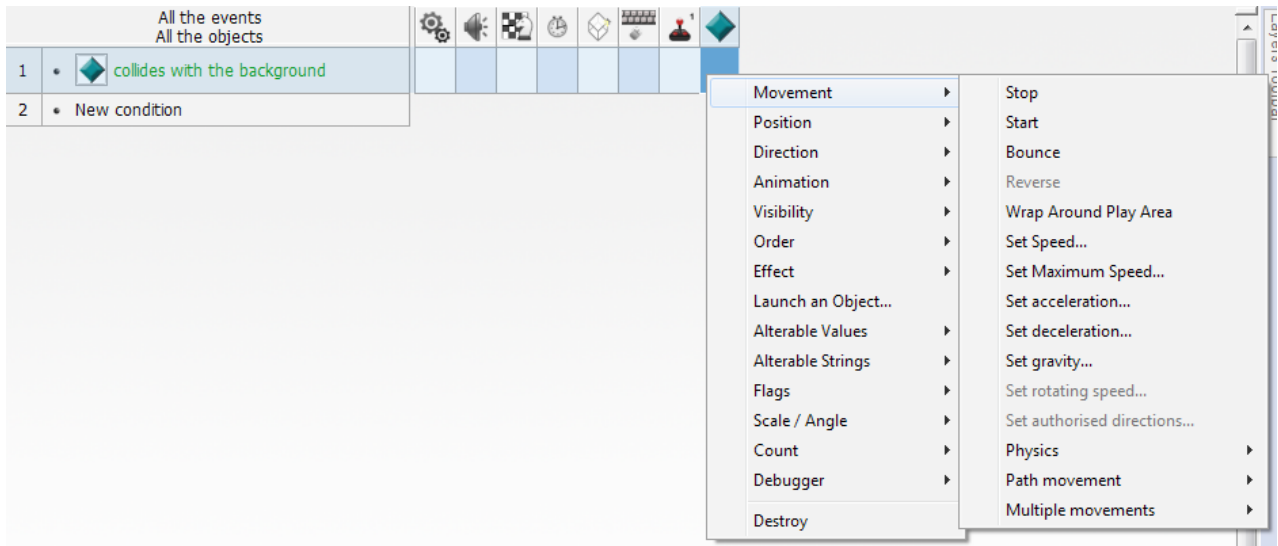 All the events
All the objects
1
1 • collides with the background
2 • New condition
Movement
Position
Direction
Animation
Visibility
Order
Effect
Launch an Object...
Alterable Values
Alterable Strings
Flags
Scale / Angle
Count
Debugger
Destroy
Stop
Start
Bounce
Reverse
Wrap Around Play Area
Set Speed...
Set Maximum Speed...
Set acceleration...
Set deceleration...
Set gravity...
Set rotating speed...
Set authorised directions...
Physics
Path movement
Multiple movements
Layers Toolbar